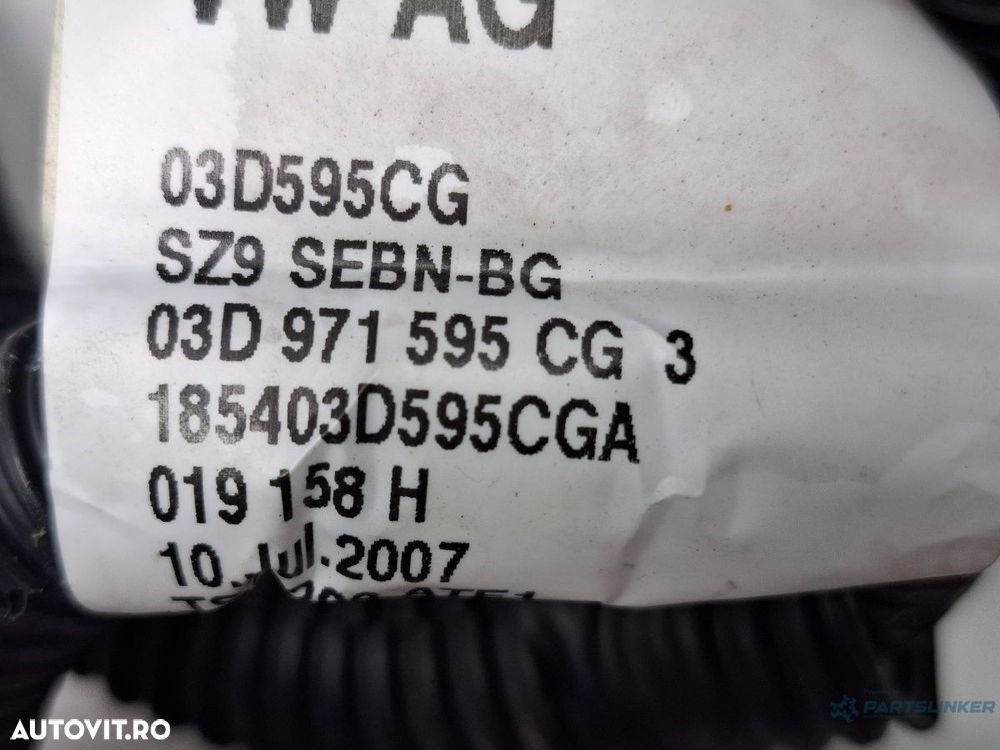 VW AG
03D595CG
SZ9 SEBN-BG
03D 971 595 CG 3
185403D595CGA
019 158 H
10.Jul.2007
AUTOVIT.RO
PARTSLINKER